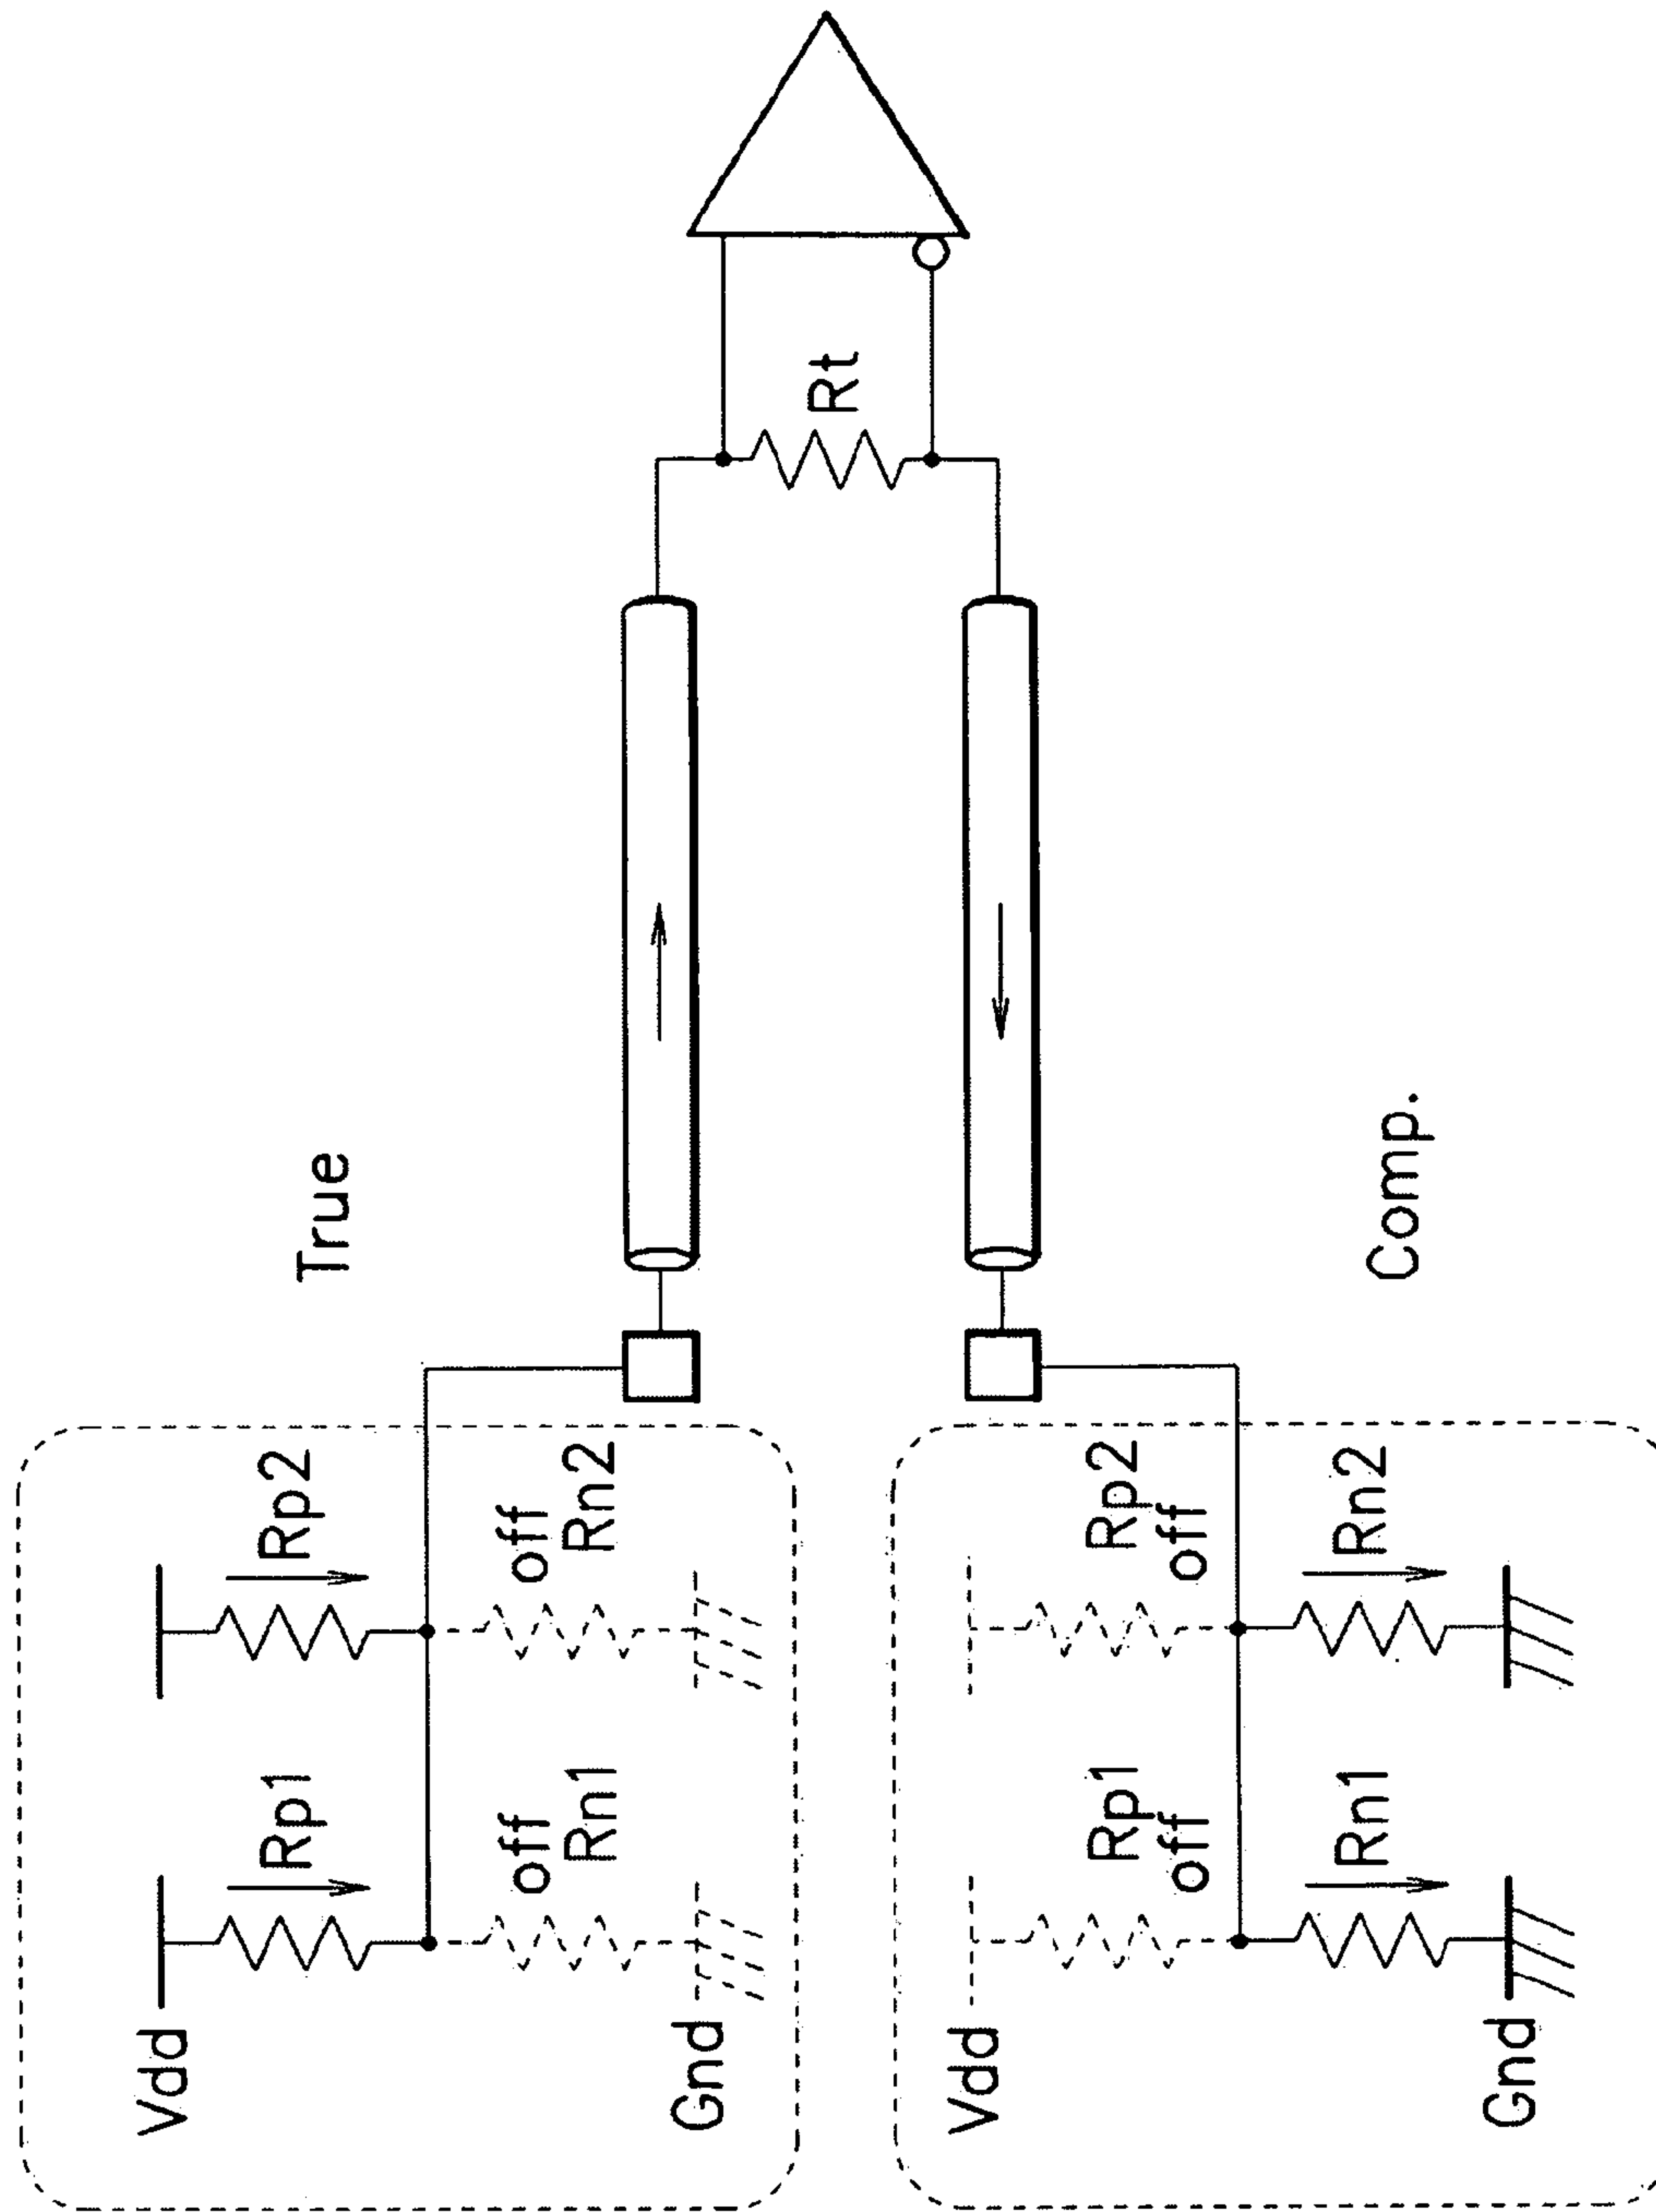 True
Vdd
Rp1
Rp2
off
Rn1
off
Rn2
Gnd
Rt
Vdd
Rp1
off
Rp2
off
Rn1
Rn2
Gnd
Comp.